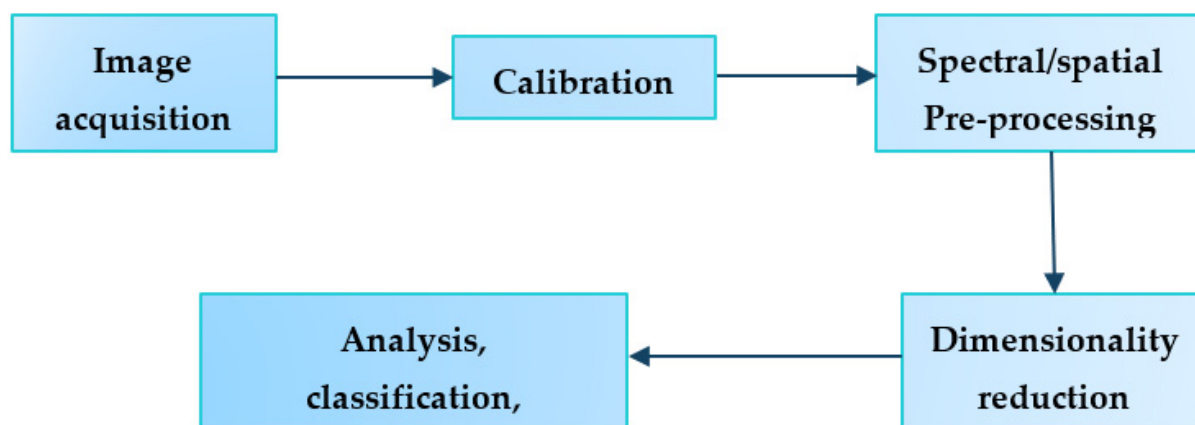 Image
acquisition
Calibration
Spectral/spatial
Pre-processing
Dimensionality
reduction
Analysis,
classification,